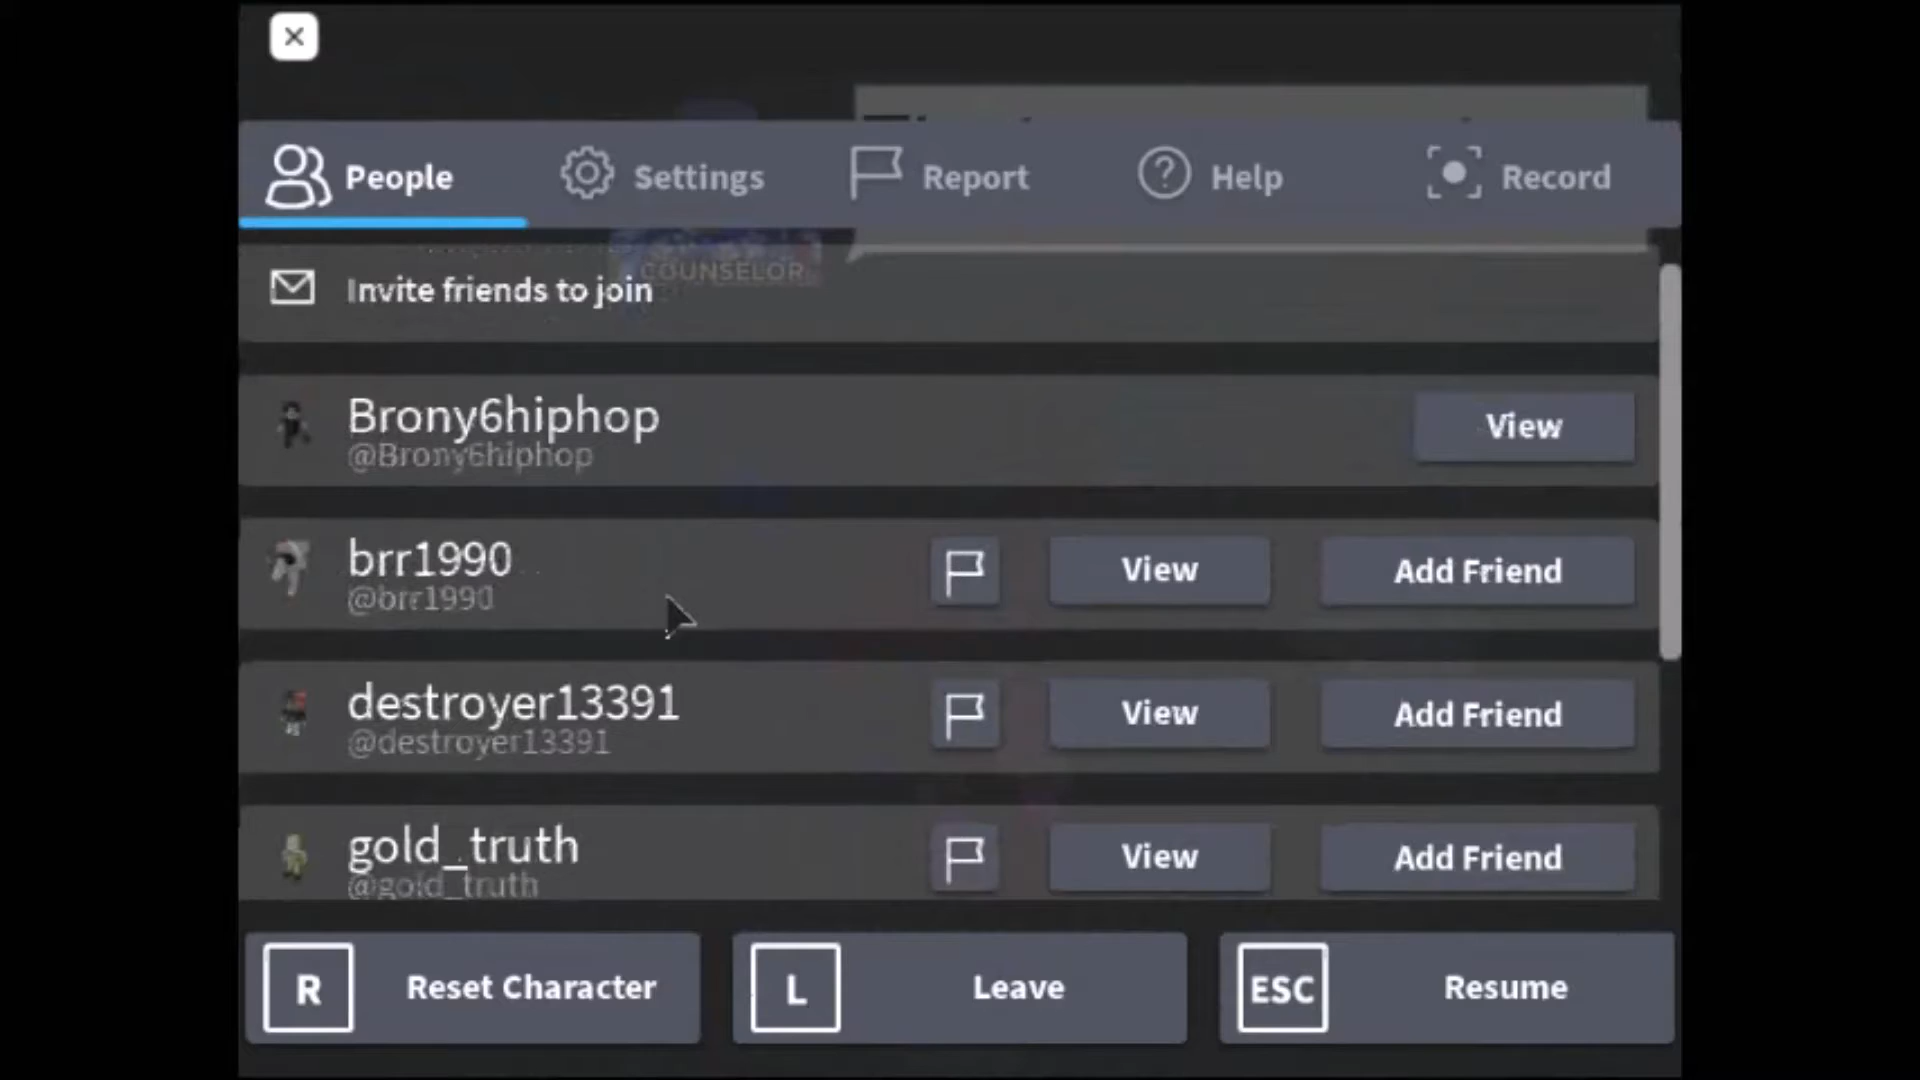 People
Settings
Report
Help
Record
COUNSELOR
Invite friends to join
Brony6hiphop
@Brony6hiphop
View
brr1990
@brr1990
View
Add Friend
destroyer13391
@destroyer13391
View
Add Friend
gold_truth
@gold_truth
View
Add Friend
R
Reset Character
L
Leave
ESC
Resume